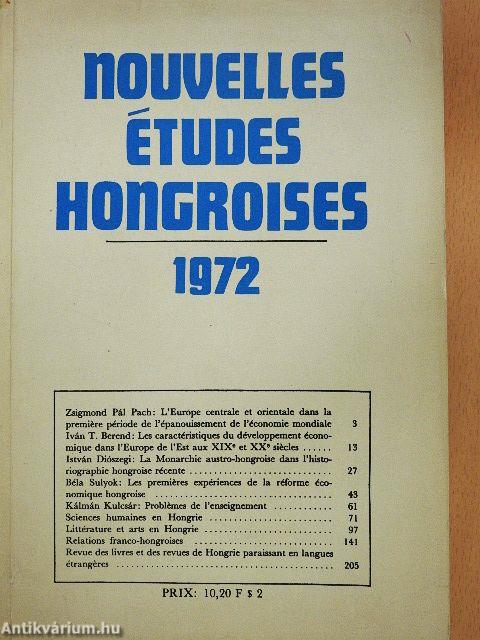 NOUVELLES
ÉTUDES
HONGROISES
1972
Zsigmond Pál Pach: L'Europe centrale et orientale dans la
première période de l'épanouissement de l'économie mondiale 3
Iván T. Berend: Les caractéristiques du développement écono-
mique dans l'Europe de l'Est aux XIXe et XXe siècles ...... 13
István Diószegi: La Monarchie austro-hongroise dans l'histo-
riographie hongroise récente ........................ 27
Béla Sulyok: Les premières expériences de la réforme éco-
nomique hongroise ........................ 43
Kálmán Kulcsár: Problèmes de l'enseignement ............ 61
Sciences humaines en Hongrie ........................ 71
Littérature et arts en Hongrie ........................ 97
Relations franco-hongroises ........................ 141
Revue des livres et des revues de Hongrie paraissant en langues
étrangères ........................ 205
PRIX: 10,20 F $ 2
Antikvárium.hu